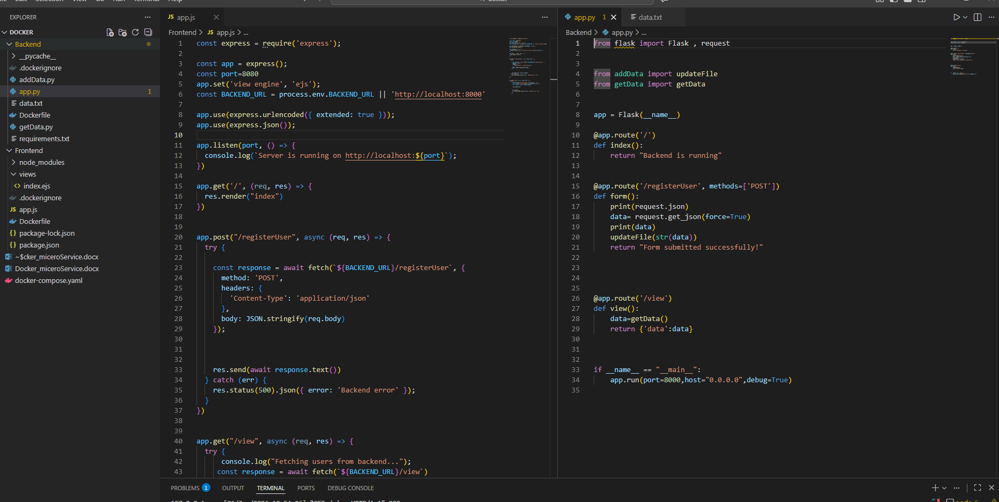 EXPLORER
DOCKER
Backend
__pycache__
.dockerignore
addData.py
app.py 1
data.txt
Dockerfile
getData.py
requirements.txt
Frontend
node_modules
views
index.ejs
.dockerignore
app.js
Dockerfile
package-lock.json
package.json
~$cker_miceroService.docx
Docker_miceroService.docx
docker-compose.yaml
JS app.js
Frontend > JS app.js > ...
1 const express = require('express');
2
3 const app = express();
4 const port=8080
5 app.set('view engine', 'ejs');
6 const BACKEND_URL = process.env.BACKEND_URL || 'http://localhost:8000'
7
8 app.use(express.urlencoded({ extended: true }));
9 app.use(express.json());
10
11 app.listen(port, () => {
12 console.log(`Server is running on http://localhost:${port}`);
13 })
14
15 app.get('/', (req, res) => {
16 res.render("index")
17 })
18
19
20 app.post("/registerUser", async (req, res) => {
21 try {
22
23 const response = await fetch(`${BACKEND_URL}/registerUser`, {
24 method: 'POST',
25 headers: {
26 'Content-Type': 'application/json'
27 },
28 body: JSON.stringify(req.body)
29 });
30
31
32
33 res.send(await response.text())
34 } catch (err) {
35 res.status(500).json({ error: 'Backend error' });
36 }
37 })
38
39
40 app.get("/view", async (req, res) => {
41 try {
42 console.log("Fetching users from backend...");
43 const response = await fetch(`${BACKEND_URL}/view`)
app.py 1
data.txt
Backend > app.py > ...
1 from flask import Flask , request
2
3
4 from addData import updateFile
5 from getData import getData
6
7
8 app = Flask(__name__)
9
10 @app.route('/')
11 def index():
12 return "Backend is running"
13
14
15 @app.route('/registerUser', methods=['POST'])
16 def form():
17 print(request.json)
18 data= request.get_json(force=True)
19 print(data)
20 updateFile(str(data))
21 return "Form submitted successfully!"
22
23
24
25
26 @app.route('/view')
27 def view():
28 data=getData()
29 return {'data':data}
30
31
32
33 if __name__ == "__main__":
34 app.run(port=8000,host="0.0.0.0",debug=True)
35
PROBLEMS 1 OUTPUT TERMINAL PORTS DEBUG CONSOLE